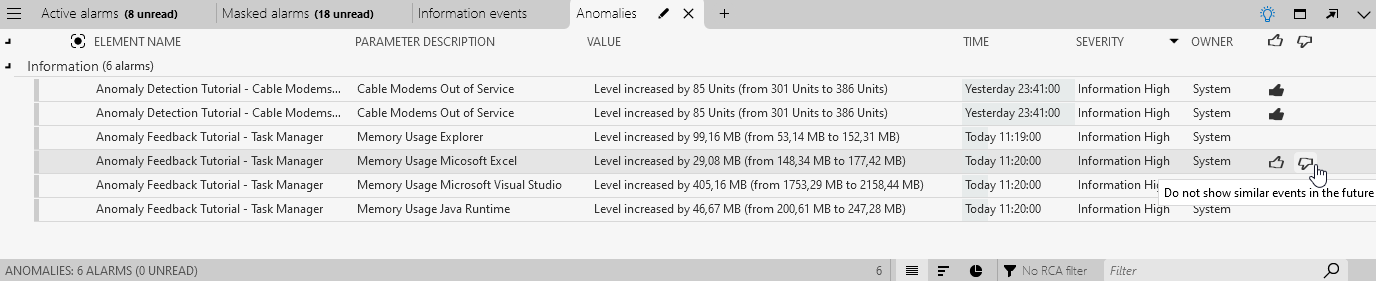 Active alarms (8 unread) Masked alarms (18 unread) Information events Anomalies
ELEMENT NAME PARAMETER DESCRIPTION VALUE TIME SEVERITY OWNER
Information (6 alarms)
Anomaly Detection Tutorial - Cable Modems... Cable Modems Out of Service Level increased by 85 Units (from 301 Units to 386 Units) Yesterday 23:41:00 Information High System
Anomaly Detection Tutorial - Cable Modems... Cable Modems Out of Service Level increased by 85 Units (from 301 Units to 386 Units) Yesterday 23:41:00 Information High System
Anomaly Feedback Tutorial - Task Manager Memory Usage Explorer Level increased by 99,16 MB (from 53,14 MB to 152,31 MB) Today 11:19:00 Information High System
Anomaly Feedback Tutorial - Task Manager Memory Usage Micosoft Excel Level increased by 29,08 MB (from 148,34 MB to 177,42 MB) Today 11:20:00 Information High System
Anomaly Feedback Tutorial - Task Manager Memory Usage Microsoft Visual Studio Level increased by 405,16 MB (from 1753,29 MB to 2158,44 MB) Today 11:20:00 Information High
Do not show similar events in the future
Anomaly Feedback Tutorial - Task Manager Memory Usage Java Runtime Level increased by 46,67 MB (from 200,61 MB to 247,28 MB) Today 11:20:00 Information High System
ANOMALIES: 6 ALARMS (0 UNREAD) 6 No RCA filter Filter